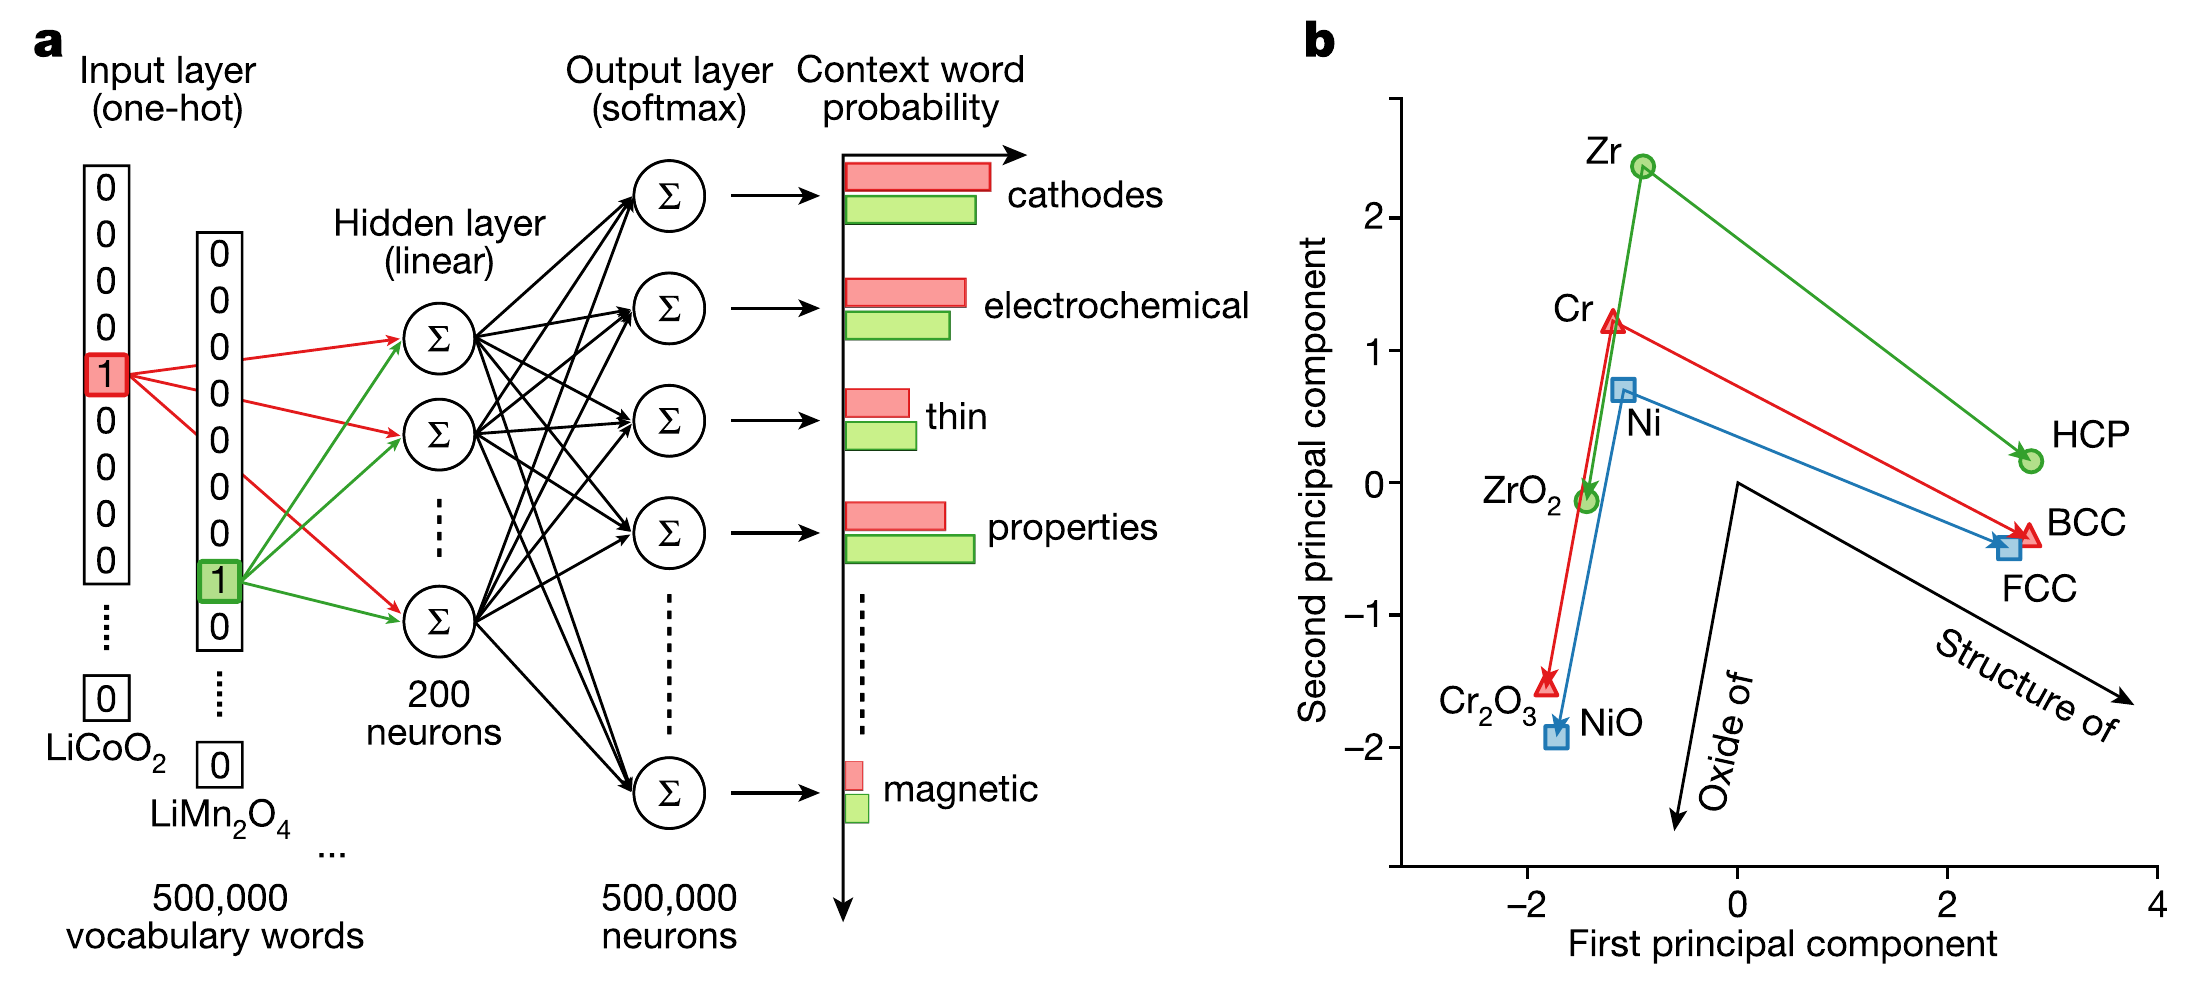 a
Input layer
(one-hot)
0
0
0
0
1
0
0
0
0
0
LiCoO₂
0
0
0
0
0
0
0
1
0
0
LiMn₂O₄
...
500,000
vocabulary words
Hidden layer
(linear)
Σ
Σ
Σ
200
neurons
Output layer
(softmax)
Σ
Σ
Σ
Σ
Σ
500,000
neurons
Context word
probability
cathodes
electrochemical
thin
properties
magnetic
b
Second principal component
2
1
0
−1
−2
Zr
Cr
Ni
ZrO₂
Cr₂O₃
NiO
HCP
BCC
FCC
Structure of
Oxide of
−2
0
2
4
First principal component